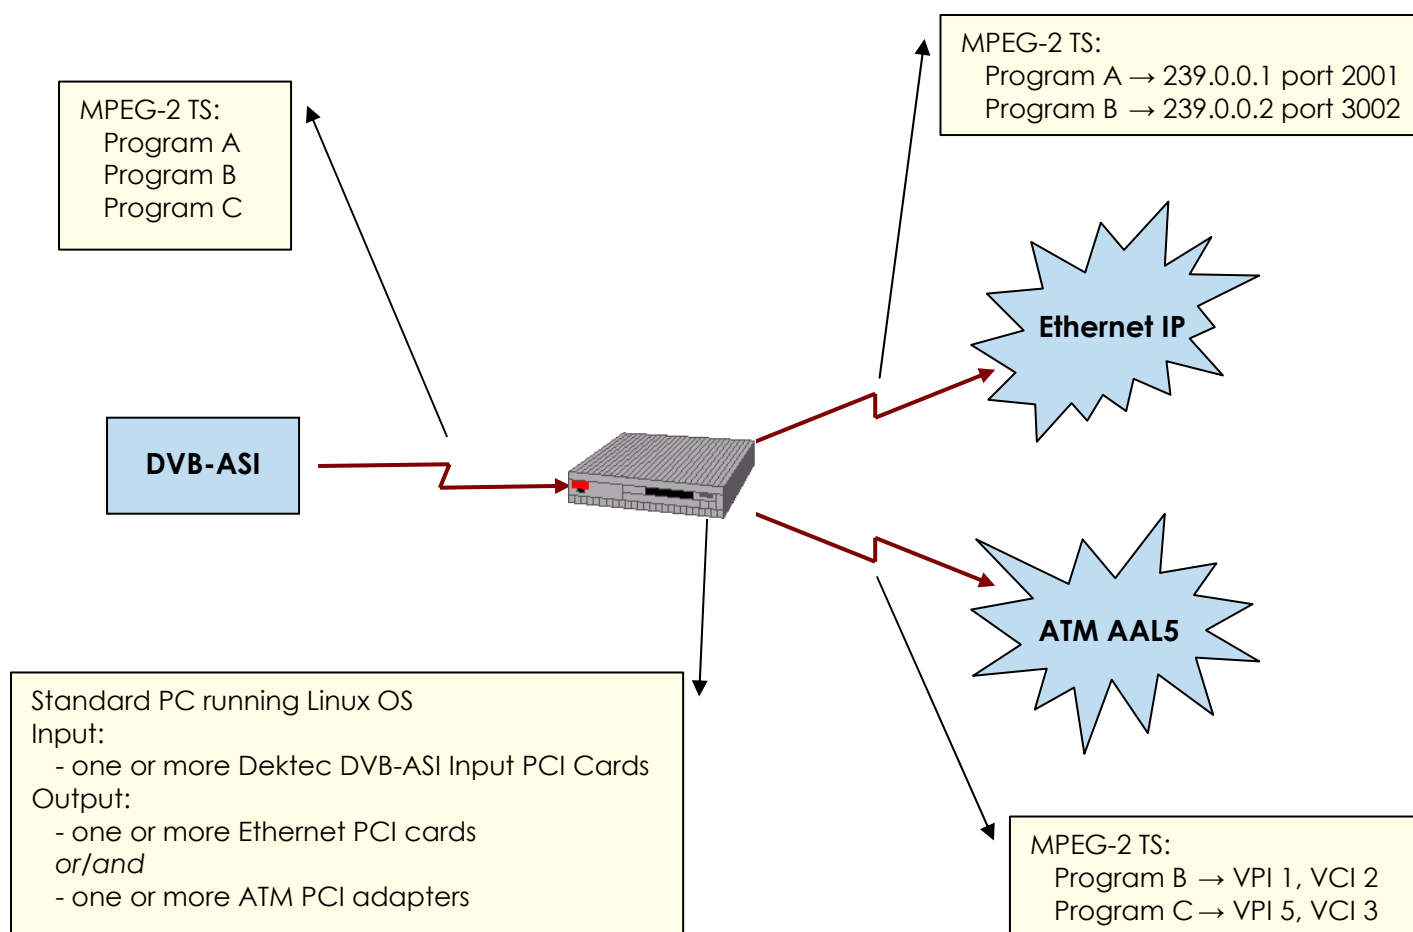 MPEG-2 TS:
Program A → 239.0.0.1 port 2001
Program B → 239.0.0.2 port 3002
MPEG-2 TS:
Program A
Program B
Program C
Ethernet IP
DVB-ASI
ATM AAL5
Standard PC running Linux OS
Input:
- one or more Dektec DVB-ASI Input PCI Cards
Output:
- one or more Ethernet PCI cards
or/and
- one or more ATM PCI adapters
MPEG-2 TS:
Program B → VPI 1, VCI 2
Program C → VPI 5, VCI 3